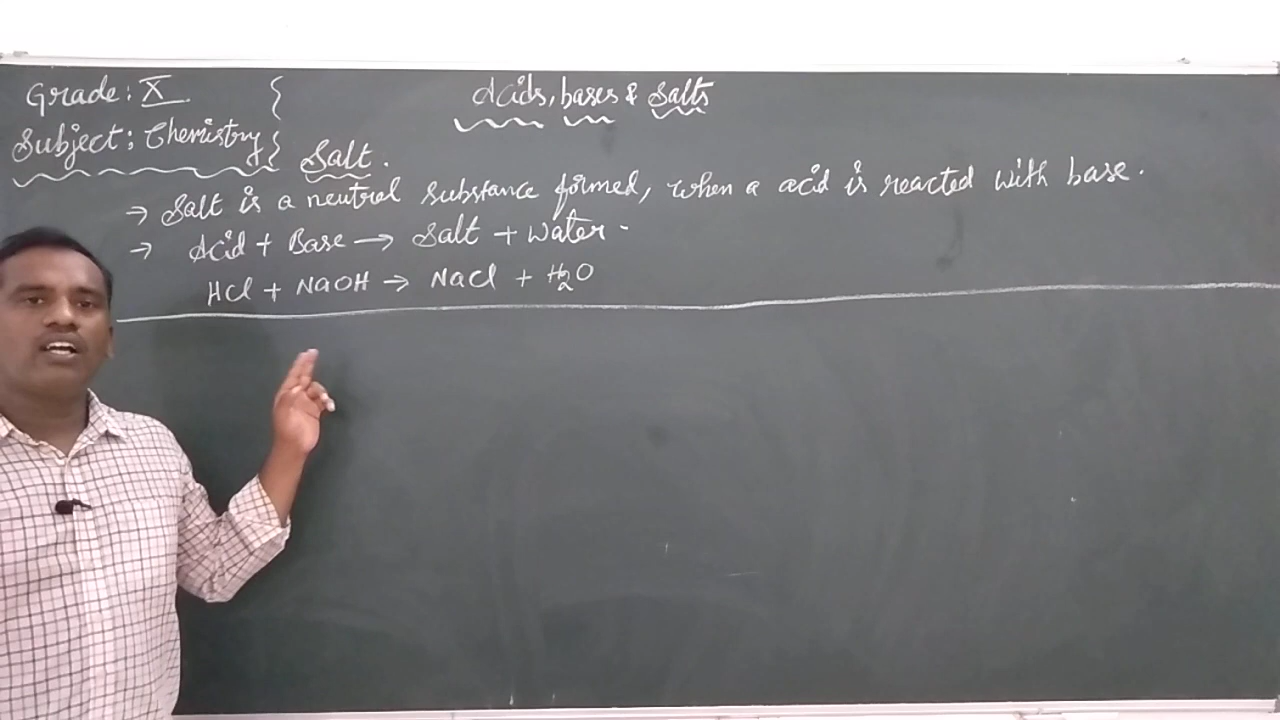 Grade: X
Subject: Chemistry
Acids, bases & Salts
Salt.
→ Salt is a neutral substance formed, when a acid is reacted with base.
→ Acid + Base → Salt + Water.
HCl + NaOH → NaCl + H₂O